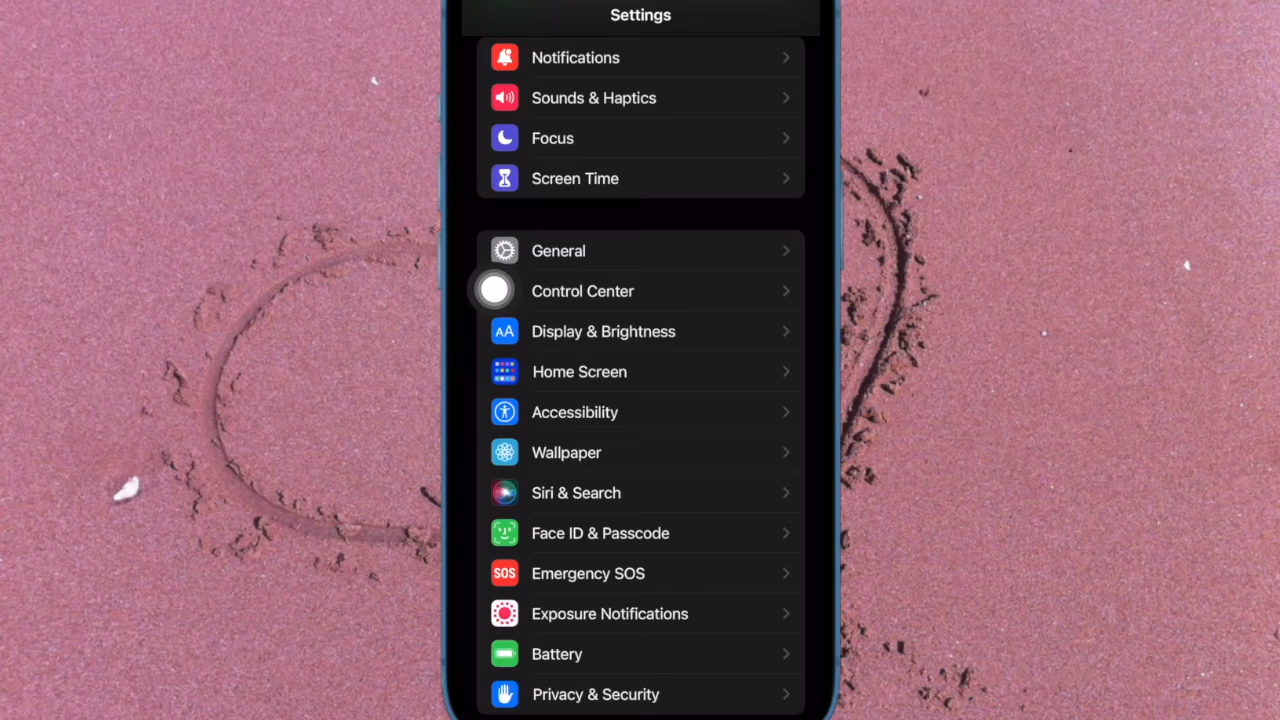 Settings
Notifications
Sounds & Haptics
Focus
Screen Time
General
Control Center
AA Display & Brightness
Home Screen
Accessibility
Wallpaper
Siri & Search
Face ID & Passcode
SOS Emergency SOS
Exposure Notifications
Battery
Privacy & Security